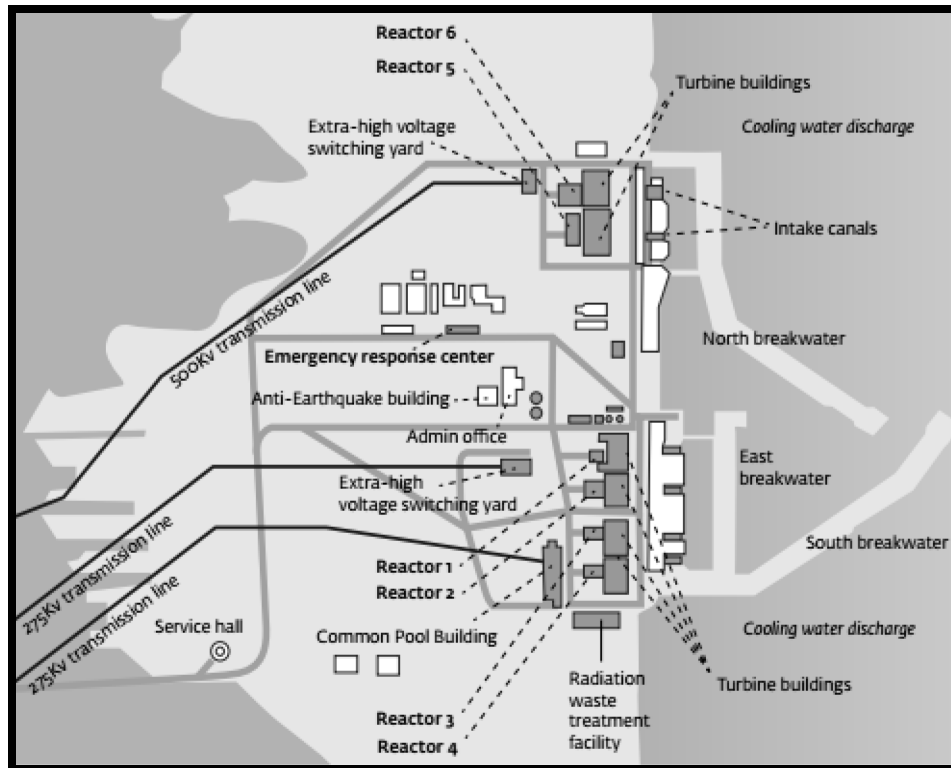 Reactor 6
Reactor 5
Turbine buildings
Extra-high voltage
switching yard
Cooling water discharge
Intake canals
500Kv transmission line
North breakwater
Emergency response center
Anti-Earthquake building
Admin office
East
breakwater
Extra-high
voltage switching yard
South breakwater
275Kv transmission line
Reactor 1
Reactor 2
275Kv transmission line
Service hall
Common Pool Building
Cooling water discharge
Radiation
waste
treatment
facility
Turbine buildings
Reactor 3
Reactor 4